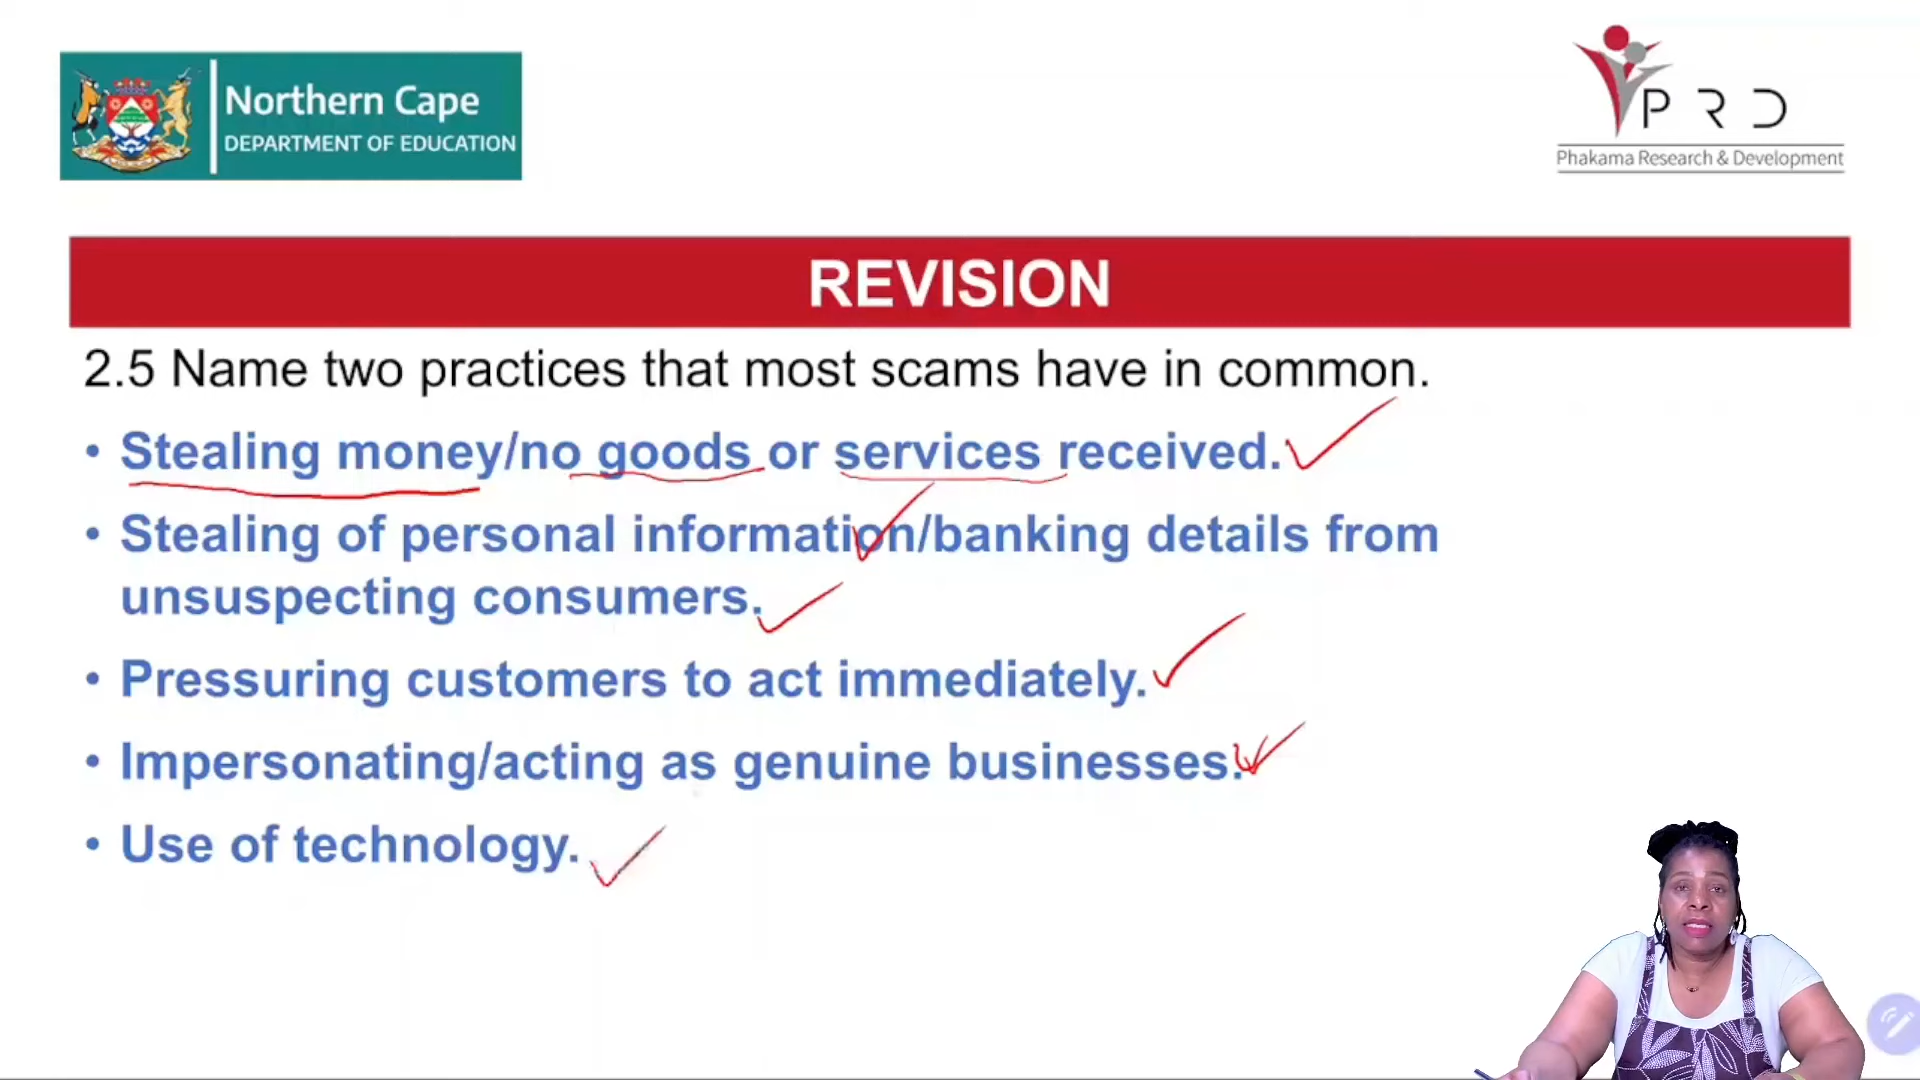 Northern Cape
DEPARTMENT OF EDUCATION
PRD
Phakama Research & Development
REVISION
2.5 Name two practices that most scams have in common.
• Stealing money/no goods or services received.
• Stealing of personal information/banking details from
unsuspecting consumers.
• Pressuring customers to act immediately.
• Impersonating/acting as genuine businesses.
• Use of technology.